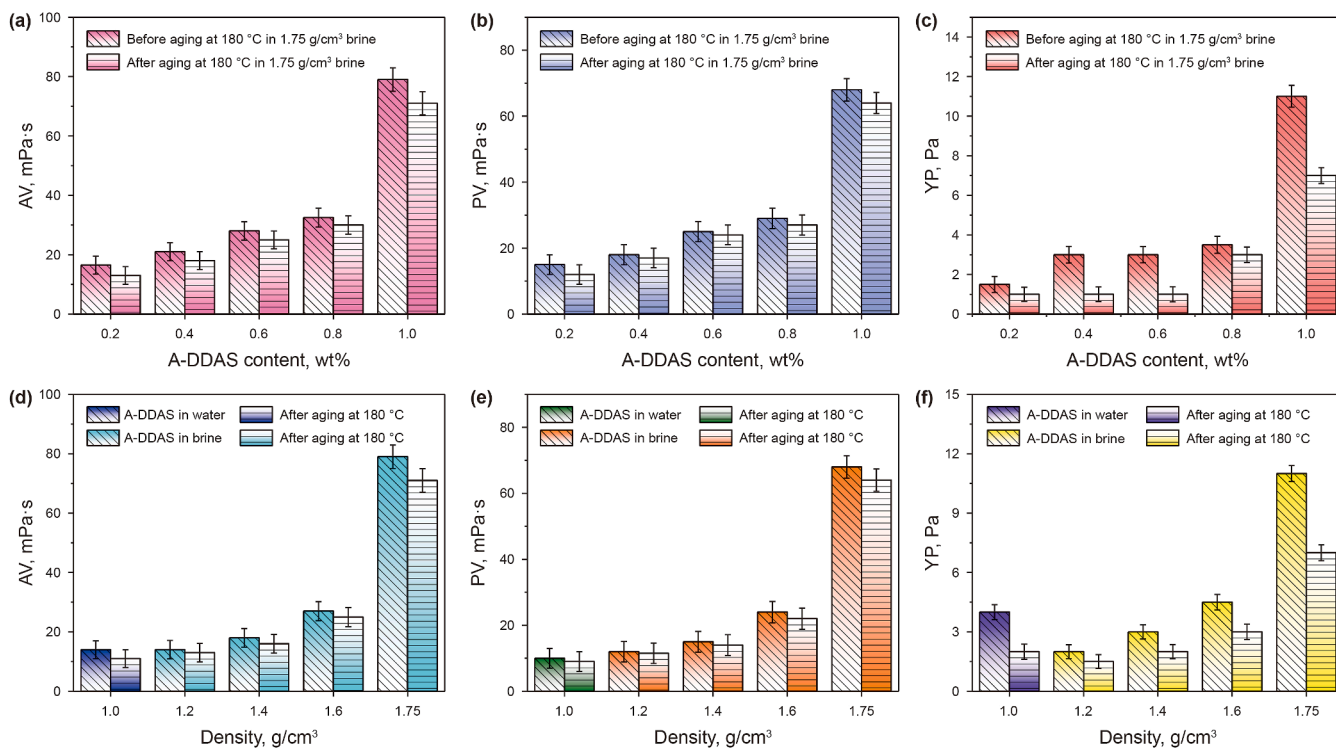 (a)
100
80
60
40
20
0
AV, mPa·s
Before aging at 180 °C in 1.75 g/cm³ brine
After aging at 180 °C in 1.75 g/cm³ brine
0.2 0.4 0.6 0.8 1.0
A-DDAS content, wt%
(b)
80
60
40
20
0
PV, mPa·s
Before aging at 180 °C in 1.75 g/cm³ brine
After aging at 180 °C in 1.75 g/cm³ brine
0.2 0.4 0.6 0.8 1.0
A-DDAS content, wt%
(c)
14
12
10
8
6
4
2
0
YP, Pa
Before aging at 180 °C in 1.75 g/cm³ brine
After aging at 180 °C in 1.75 g/cm³ brine
0.2 0.4 0.6 0.8 1.0
A-DDAS content, wt%
(d)
100
80
60
40
20
0
AV, mPa·s
A-DDAS in water After aging at 180 °C
A-DDAS in brine After aging at 180 °C
1.0 1.2 1.4 1.6 1.75
Density, g/cm³
(e)
80
60
40
20
0
PV, mPa·s
A-DDAS in water After aging at 180 °C
A-DDAS in brine After aging at 180 °C
1.0 1.2 1.4 1.6 1.75
Density, g/cm³
(f)
15
12
9
6
3
0
YP, Pa
A-DDAS in water After aging at 180 °C
A-DDAS in brine After aging at 180 °C
1.0 1.2 1.4 1.6 1.75
Density, g/cm³